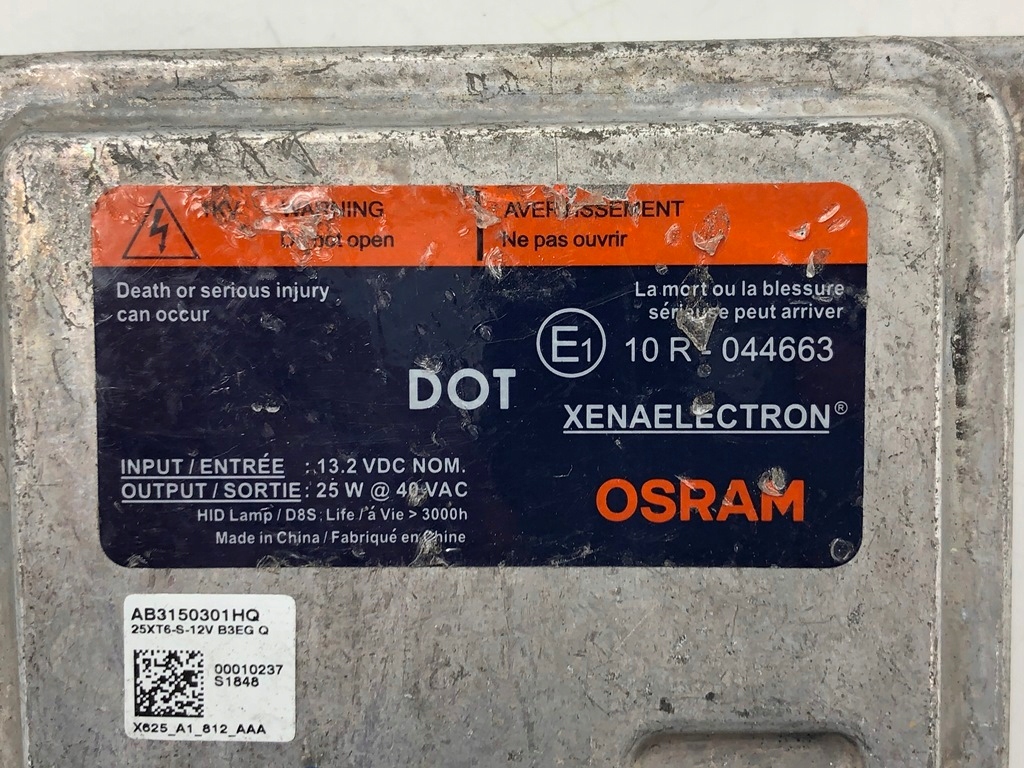 1KV WARNING
Do not open
AVERTISSEMENT
Ne pas ouvrir
Death or serious injury
can occur
La mort ou la blessure
sérieuse peut arriver
E1 10 R - 044663
DOT
XENAELECTRON®
INPUT / ENTRÉE : 13.2 VDC NOM.
OUTPUT / SORTIE : 25 W @ 40 VAC
HID Lamp / D8S; Life / á Vie > 3000h
Made in China / Fabriqué en Chine
OSRAM
AB3150301HQ
25XT6-S-12V B3EG Q
00010237
S1848
X625_A1_812_AAA